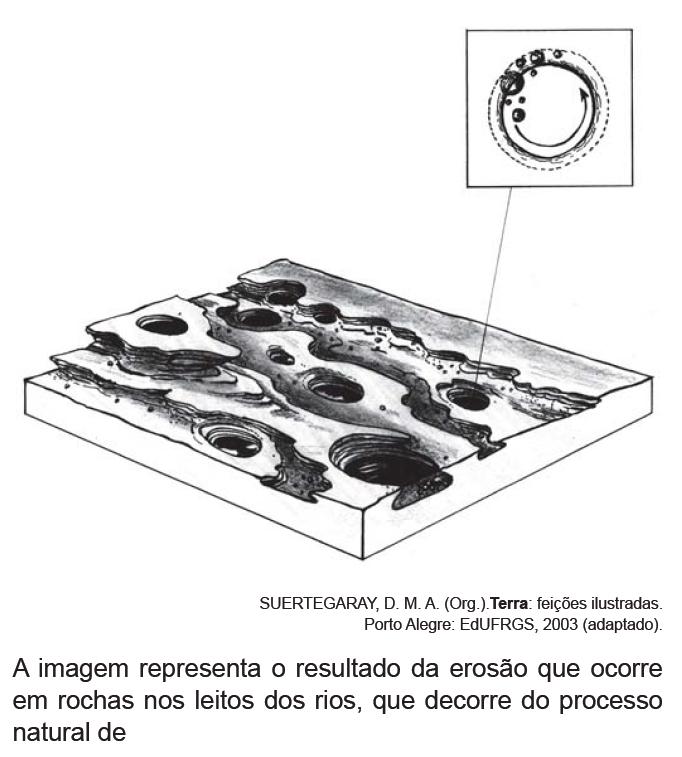 SUERTEGARAY, D. M. A. (Org.).Terra: feições ilustradas.
Porto Alegre: EdUFRGS, 2003 (adaptado).
A imagem representa o resultado da erosão que ocorre
em rochas nos leitos dos rios, que decorre do processo
natural de